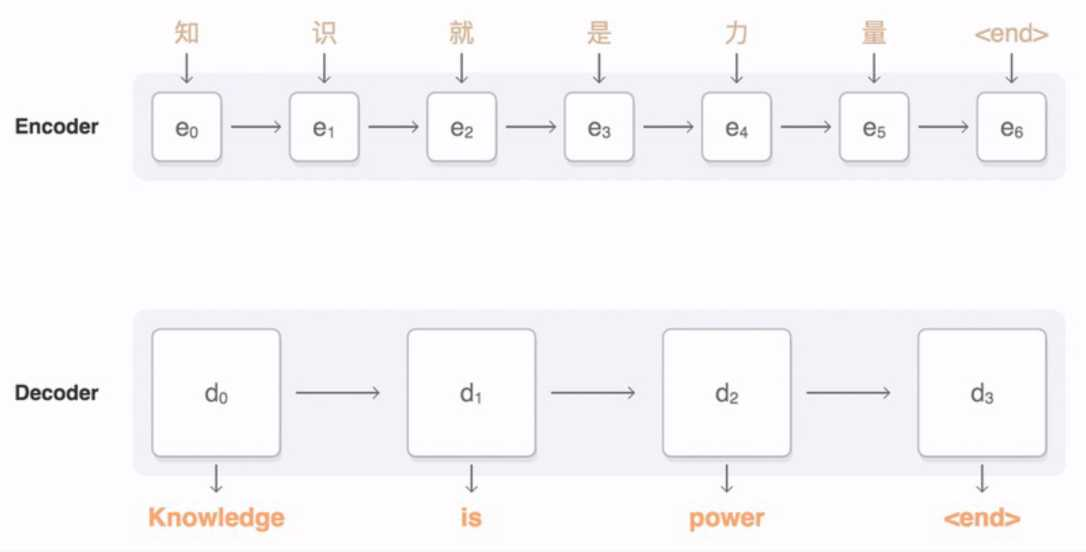 知 识 就 是 力 量 <end>
Encoder e₀ e₁ e₂ e₃ e₄ e₅ e₆
Decoder d₀ d₁ d₂ d₃
Knowledge is power <end>